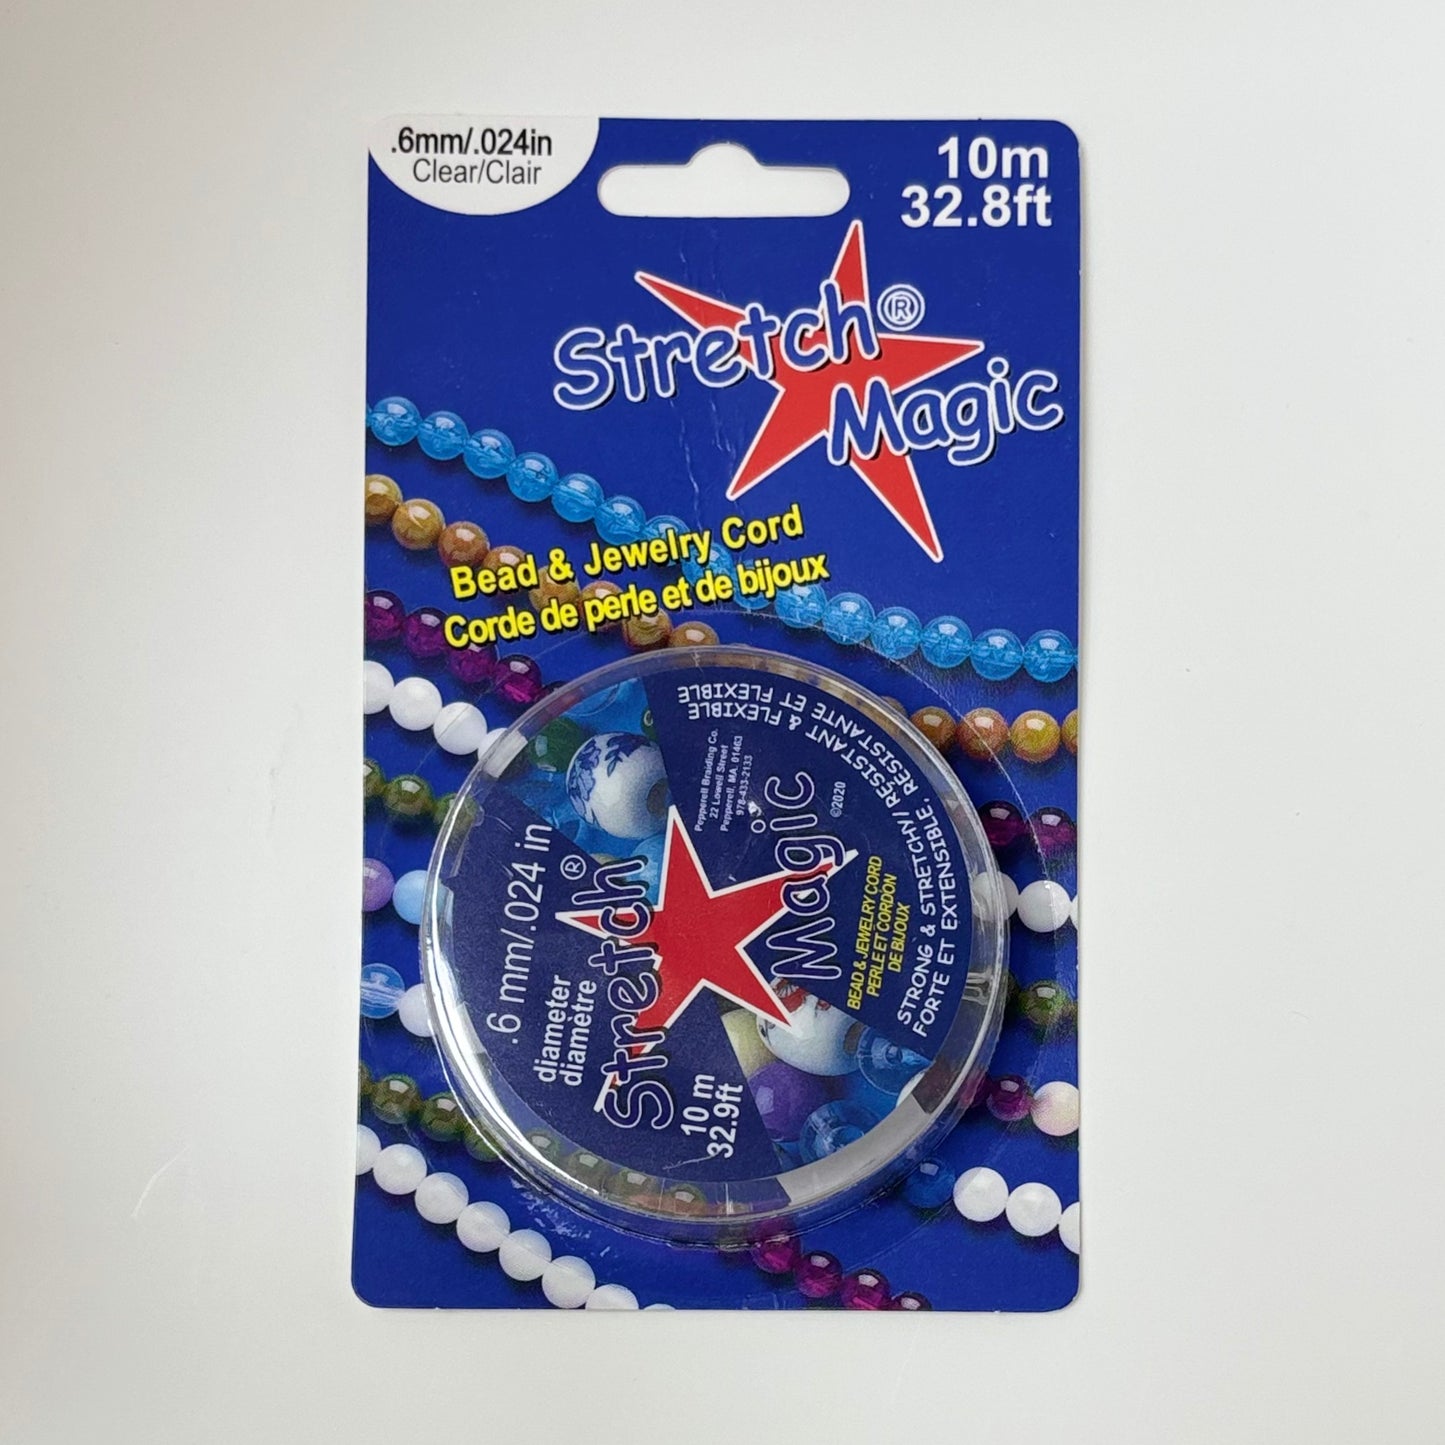 .6mm/.024in
Clear/Clair
10m
32.8ft
Stretch®
Magic
Bead & Jewelry Cord
Corde de perle et de bijoux
.6 mm/.024 in
diameter
diamètre
Stretch®
Magic
10 m
32.9ft
Pepperell Braiding Co.
22 Lowell Street
Pepperell, MA. 01463
978-433-2133
©2020
BEAD & JEWELRY CORD
PERLE ET CORDON
DE BIJOUX
STRONG & STRETCHY/ RESISTANT & FLEXIBLE
FORTE ET EXTENSIBLE, RESISTANTE ET FLEXIBLE